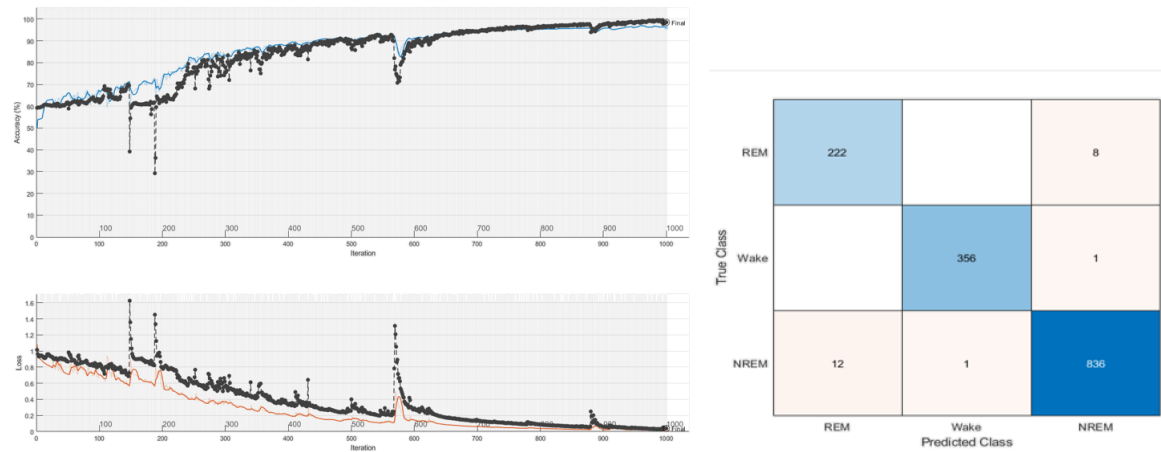 100
90
80
70
60
50
40
30
20
10
0
Accuracy (%)
Final
100 200 300 400 500 600 700 800 900 1000
0 100 200 300 400 500 600 700 800 900 1000
Iteration
1.6
1.4
1.2
1
0.8
0.6
0.4
0.2
0
Loss
Final
100 200 300 400 500 600 700 800 900 1000
0 100 200 300 400 500 600 700 800 900 1000
Iteration
True Class
REM 222 8
Wake 356 1
NREM 12 1 836
REM Wake NREM
Predicted Class